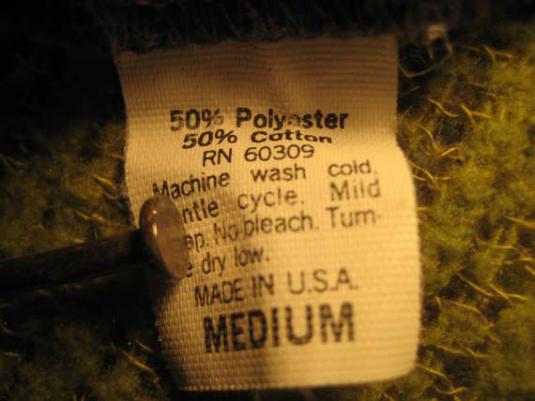 50% Polyester
50% Cotton
RN 60309
Machine wash cold,
ntle cycle. Mild
ap. No bleach. Tum-
e dry low.
MADE IN U.S.A.
MEDIUM